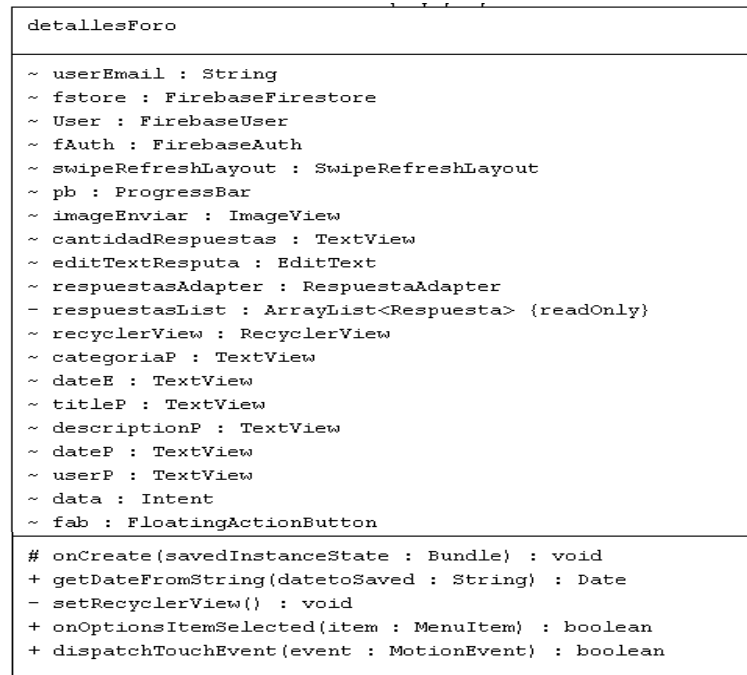 detallesForo
~ userEmail : String
~ fstore : FirebaseFirestore
~ User : FirebaseUser
~ fAuth : FirebaseAuth
~ swipeRefreshLayout : SwipeRefreshLayout
~ pb : ProgressBar
~ imageEnviar : ImageView
~ cantidadRespuestas : TextView
~ editTextResputa : EditText
~ respuestasAdapter : RespuestaAdapter
- respuestasList : ArrayList<Respuesta> {readOnly}
~ recyclerView : RecyclerView
~ categoriaP : TextView
~ dateE : TextView
~ titleP : TextView
~ descriptionP : TextView
~ dateP : TextView
~ userP : TextView
~ data : Intent
~ fab : FloatingActionButton
# onCreate(savedInstanceState : Bundle) : void
+ getDateFromString(datetoSaved : String) : Date
- setRecyclerView() : void
+ onOptionsItemSelected(item : MenuItem) : boolean
+ dispatchTouchEvent(event : MotionEvent) : boolean